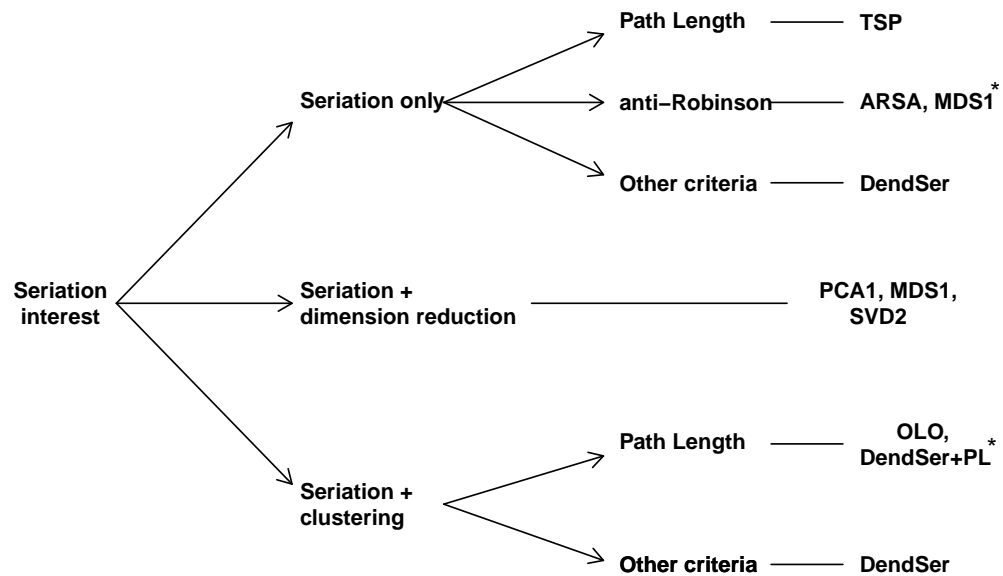 Path Length
TSP
Seriation only
anti−Robinson
ARSA, MDS1*
Other criteria
DendSer
Seriation
interest
Seriation +
dimension reduction
PCA1, MDS1,
SVD2
Path Length
OLO,
DendSer+PL*
Seriation +
clustering
Other criteria
DendSer